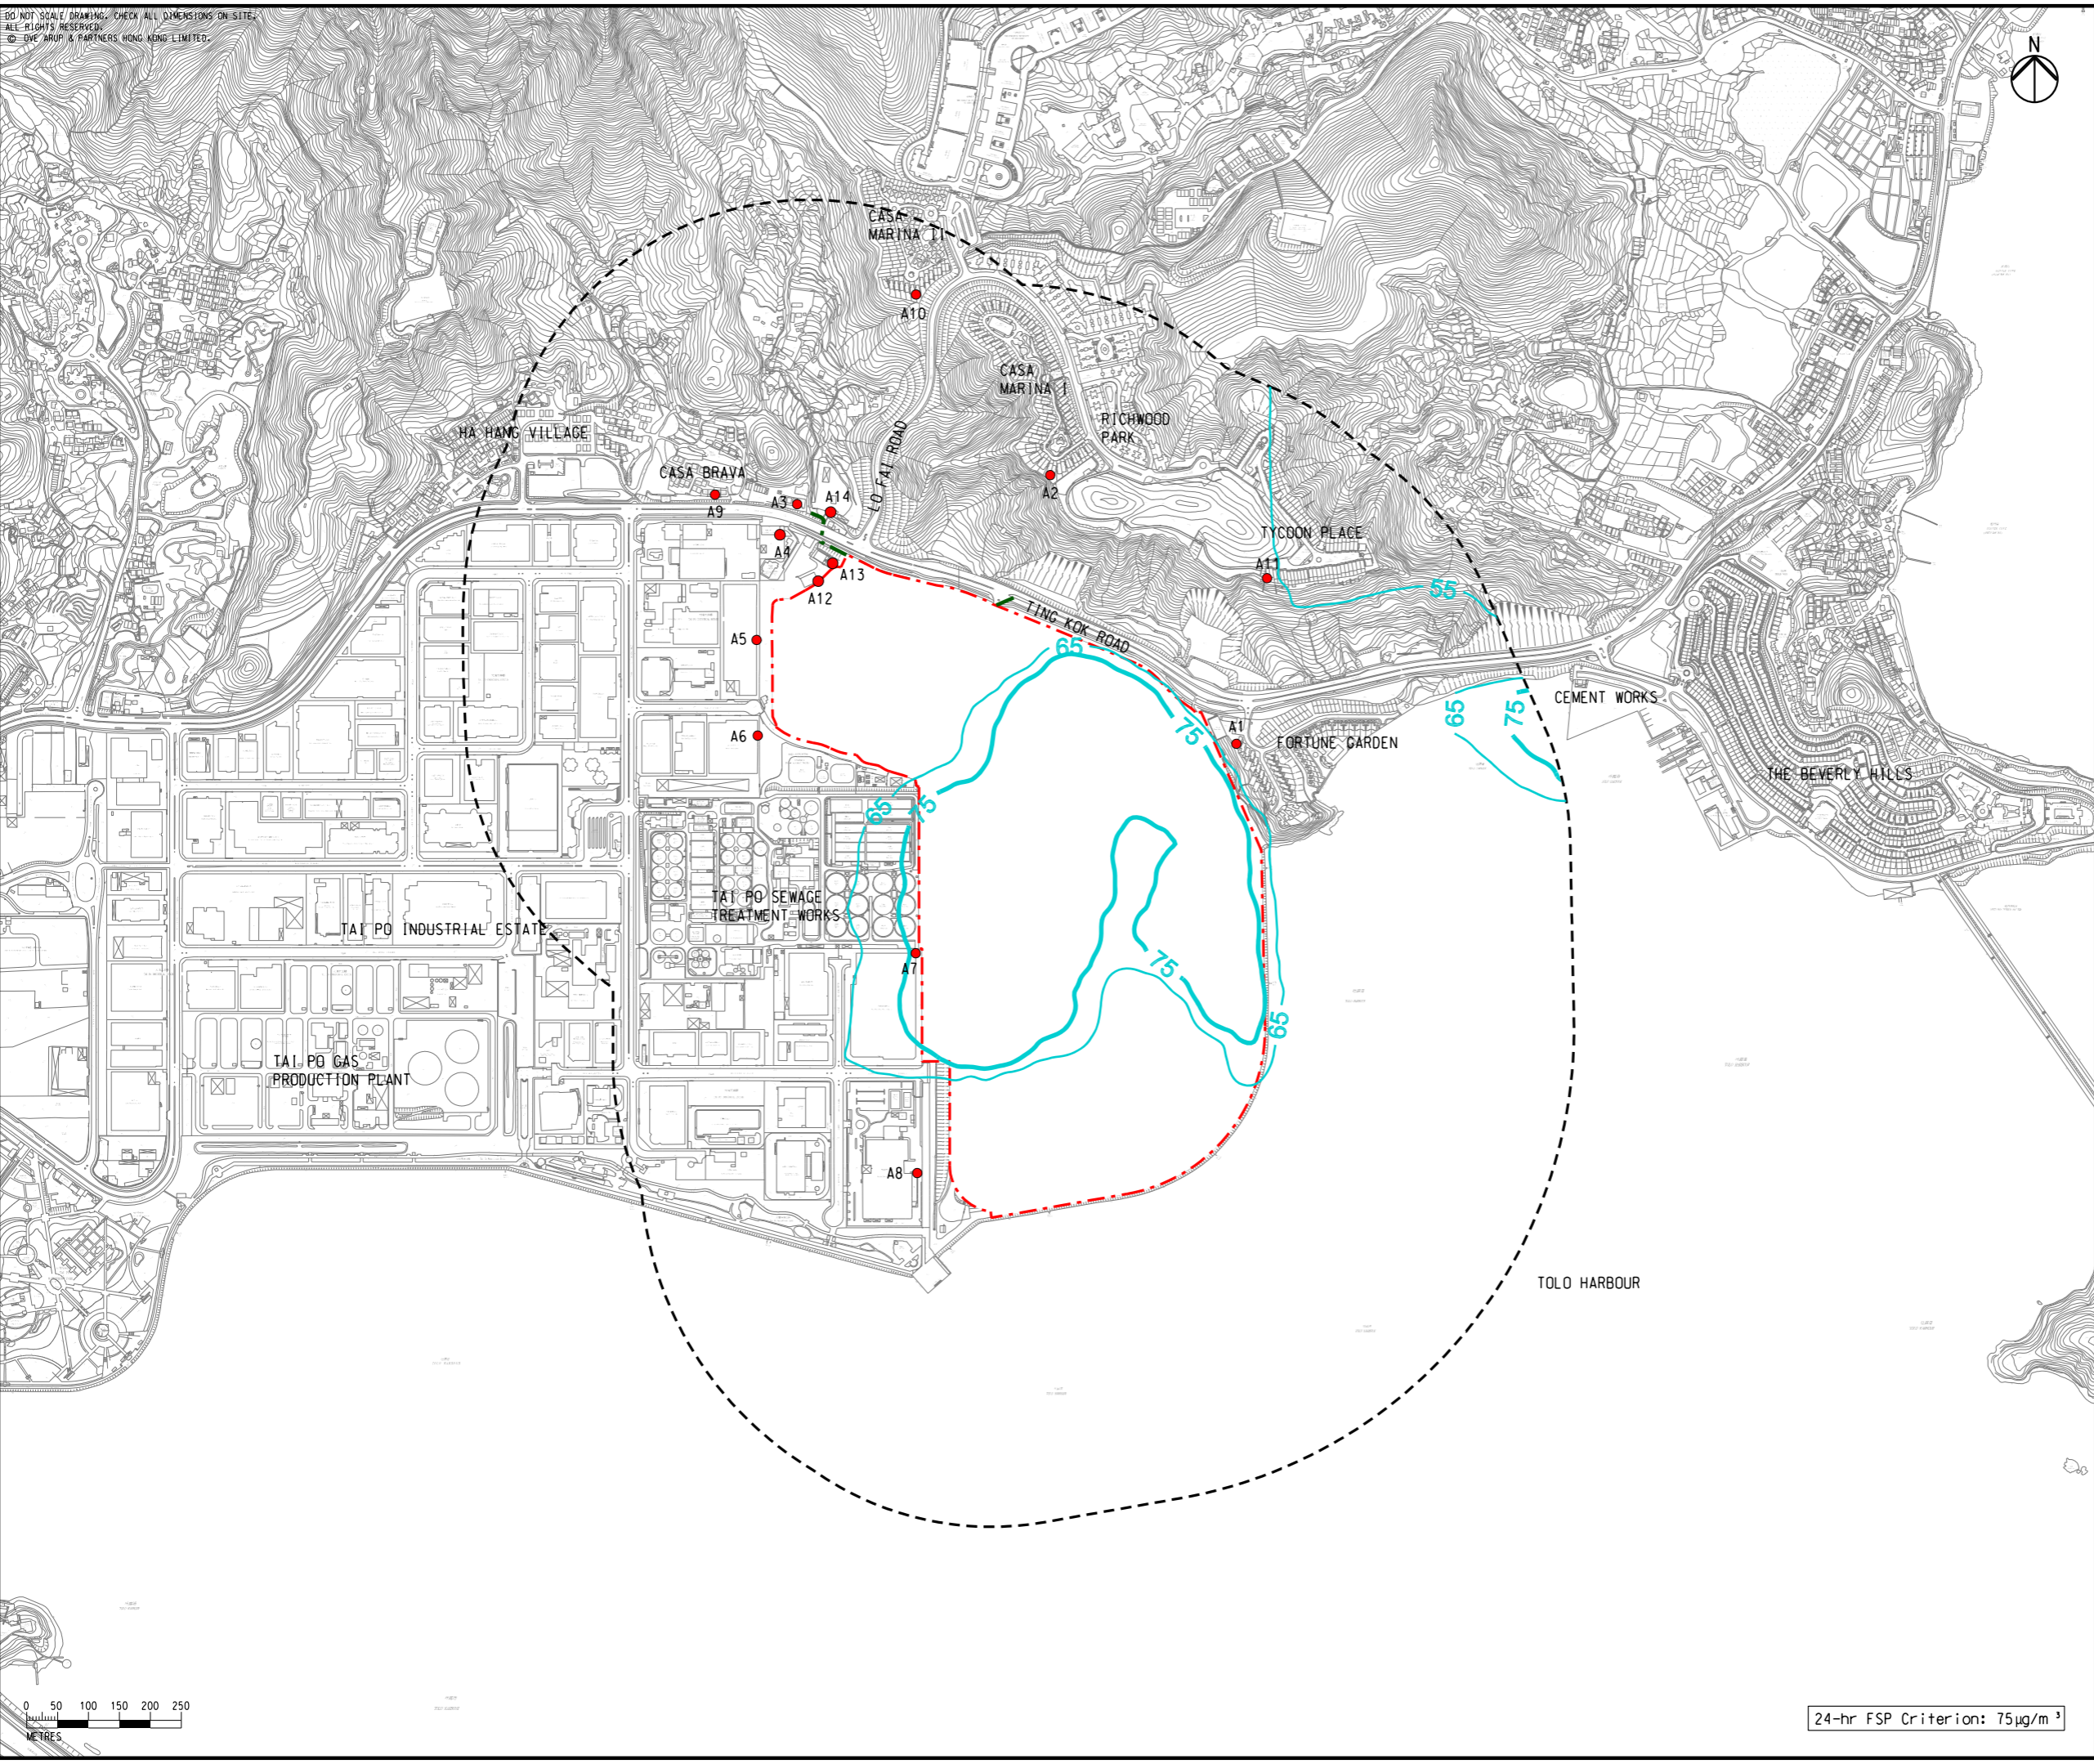 DO NOT SCALE DRAWING. CHECK ALL DIMENSIONS ON SITE.
ALL RIGHTS RESERVED.
© OVE ARUP & PARTNERS HONG KONG LIMITED.
N
CASA
MARINA II
A10
CASA
MARINA I
RICHWOOD
PARK
HA HANG VILLAGE
LO FAI ROAD
CASA BRAVA
A9
A3
A14
A2
A4
TYCOON PLACE
A13
A11
A12
55
TING KOK ROAD
A5
65
CEMENT WORKS
65
75
A1
75
A6
FORTUNE GARDEN
THE BEVERLY HILLS
65
75
TAI PO SEWAGE
TREATMENT WORKS
TAI PO INDUSTRIAL ESTATE
A7
75
65
TAI PO GAS
PRODUCTION PLANT
A8
TOLO HARBOUR
0 50 100 150 200 250
METRES
24-hr FSP Criterion: 75µg/m ³